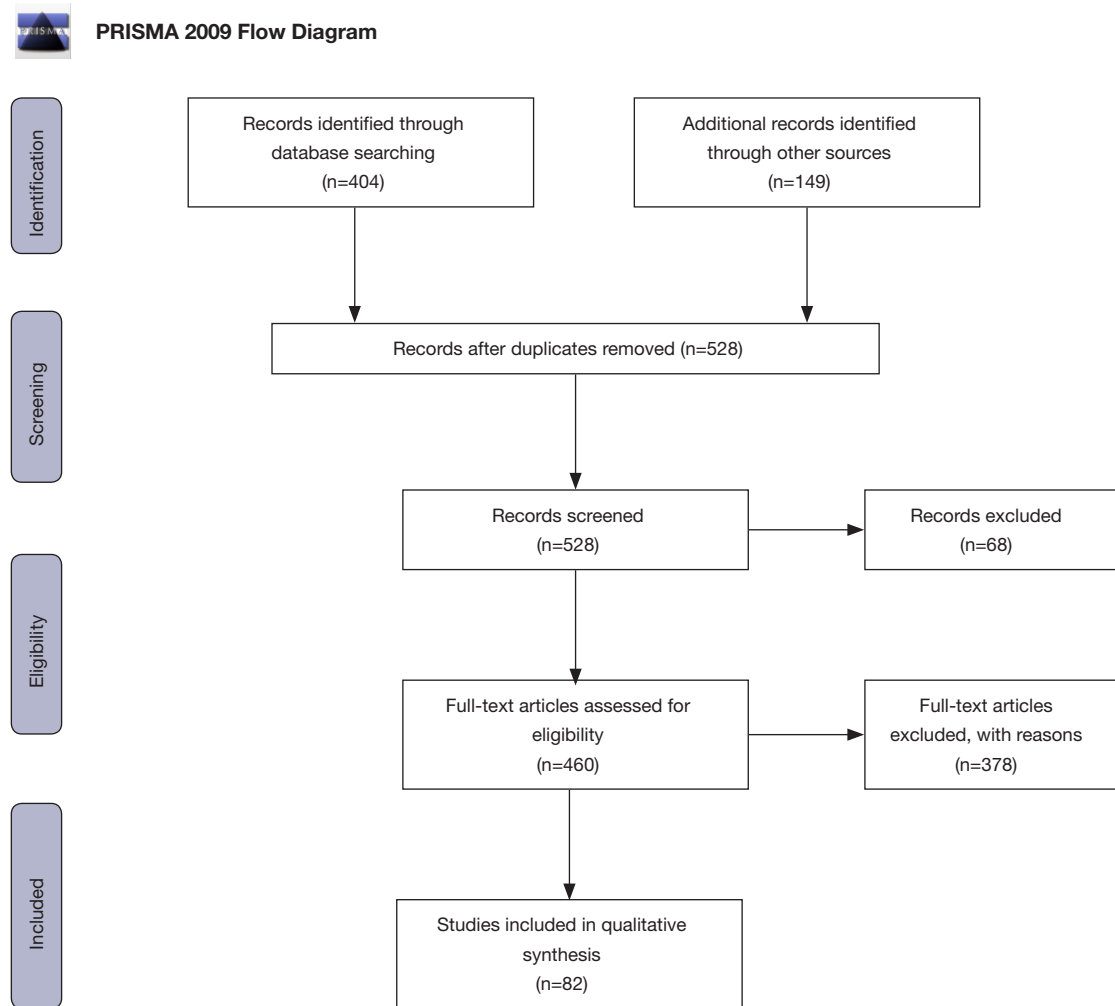 PRISMA
PRISMA 2009 Flow Diagram
Identification
Records identified through
database searching
(n=404)
Additional records identified
through other sources
(n=149)
Screening
Records after duplicates removed (n=528)
Records screened
(n=528)
Records excluded
(n=68)
Eligibility
Full-text articles assessed for
eligibility
(n=460)
Full-text articles
excluded, with reasons
(n=378)
Included
Studies included in qualitative
synthesis
(n=82)